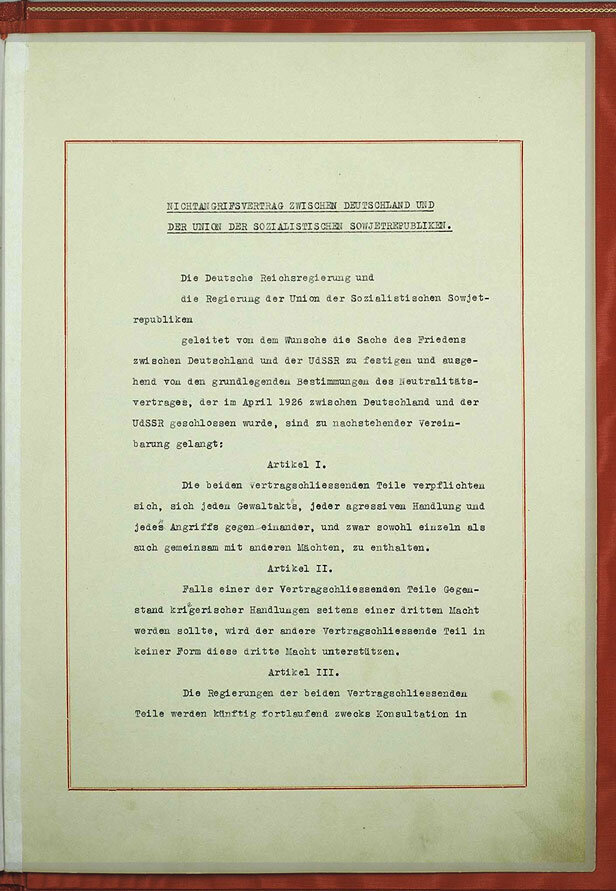 NICHTANGRIFSVERTRAG ZWISCHEN DEUTSCHLAND UND
DER UNION DER SOZIALISTISCHEN SOWJETREPUBLIKEN.
Die Deutsche Reichsregierung und
die Regierung der Union der Sozialistischen Sowjet-
republiken
geleitet von dem Wunsche die Sache des Friedens
zwischen Deutschland und der UdSSR zu festigen und ausge-
hend von den grundlegenden Bestimmungen des Neutralitäts-
vertrages, der im April 1926 zwischen Deutschland und der
UdSSR geschlossen wurde, sind zu nachstehender Verein-
barung gelangt:
Artikel I.
Die beiden Vertragschliessenden Teile verpflichten
sich, sich jeden Gewaltakts, jeder agressiven Handlung und
jedes Angriffs gegen einander, und zwar sowohl einzeln als
auch gemeinsam mit anderen Mächten, zu enthalten.
Artikel II.
Falls einer der Vertragschliessenden Teile Gegen-
stand kriegerischer Handlungen seitens einer dritten Macht
werden sollte, wird der andere Vertragschliessende Teil in
keiner Form diese dritte Macht unterstützen.
Artikel III.
Die Regierungen der beiden Vertragschliessenden
Teile werden künftig fortlaufend zwecks Konsultation in